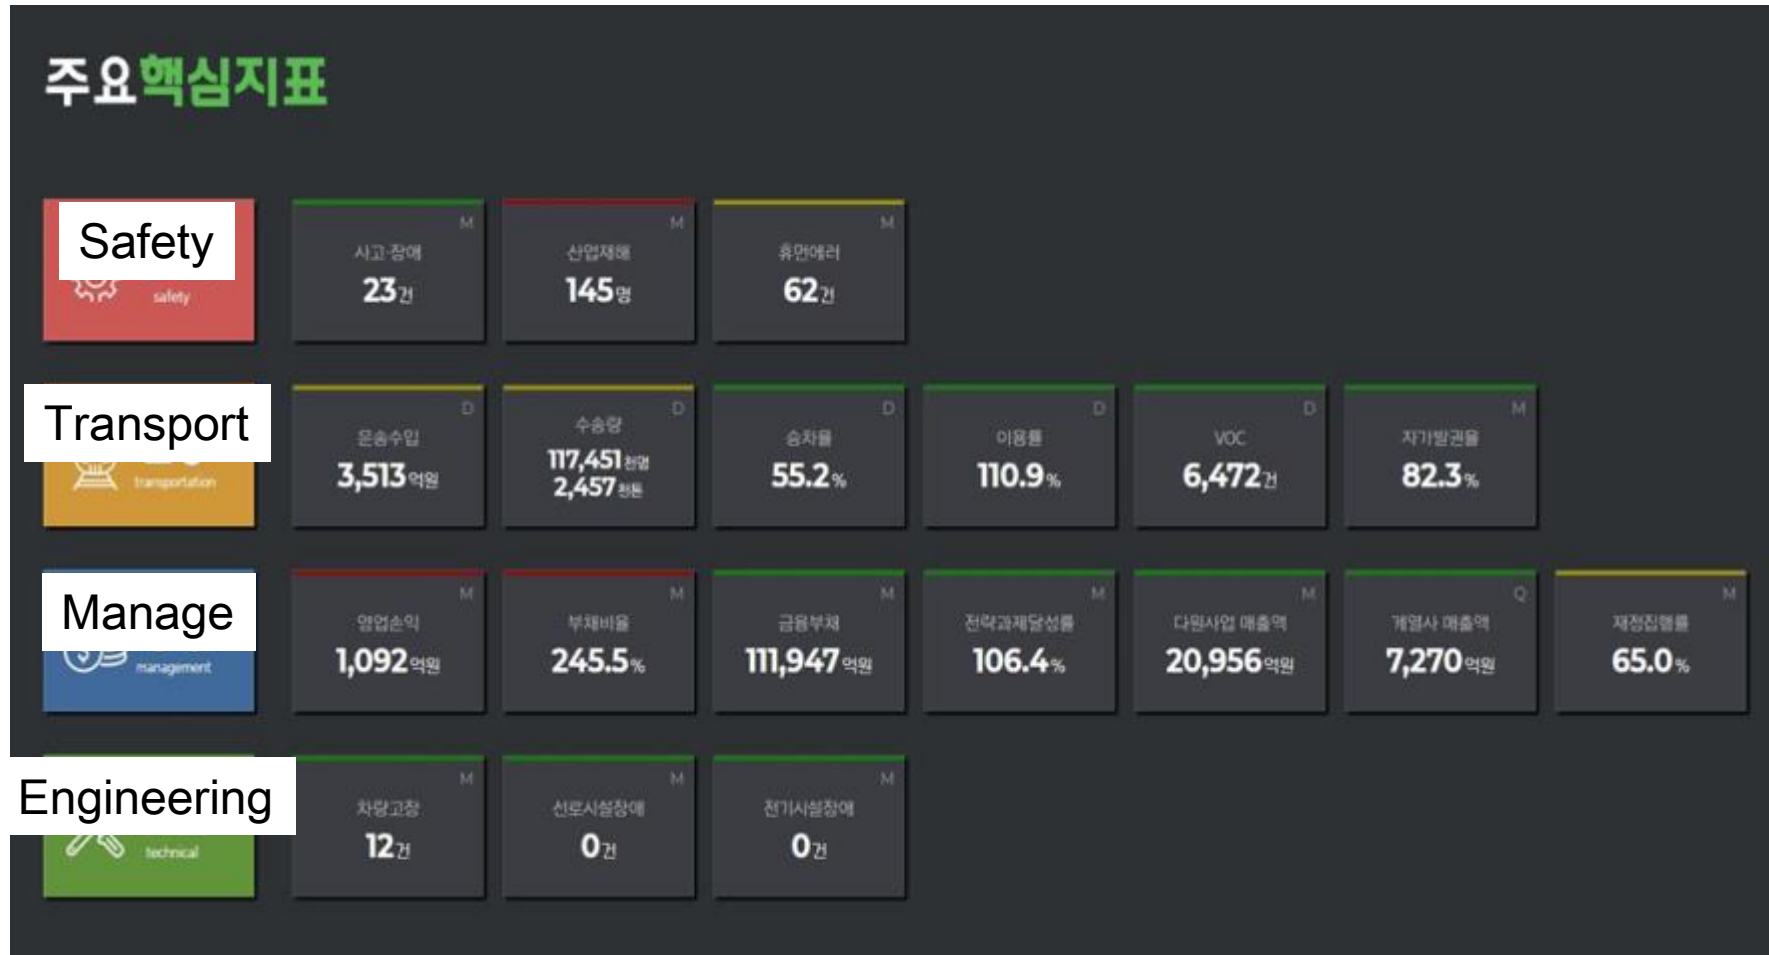 주요핵심지표
Safety
safety
M
사고·장애
23건
M
산업재해
145명
M
휴먼에러
62건
Transport
transportation
D
운송수입
3,513억원
D
수송량
117,451천명
2,457천톤
D
승차율
55.2%
D
이용률
110.9%
D
VOC
6,472건
M
자가발권율
82.3%
Manage
management
M
영업손익
1,092억원
M
부채비율
245.5%
M
금융부채
111,947억원
M
전략과제달성률
106.4%
M
다원사업 매출액
20,956억원
Q
계열사 매출액
7,270억원
M
재정집행률
65.0%
Engineering
technical
M
차량고장
12건
M
선로시설장애
0건
M
전기시설장애
0건